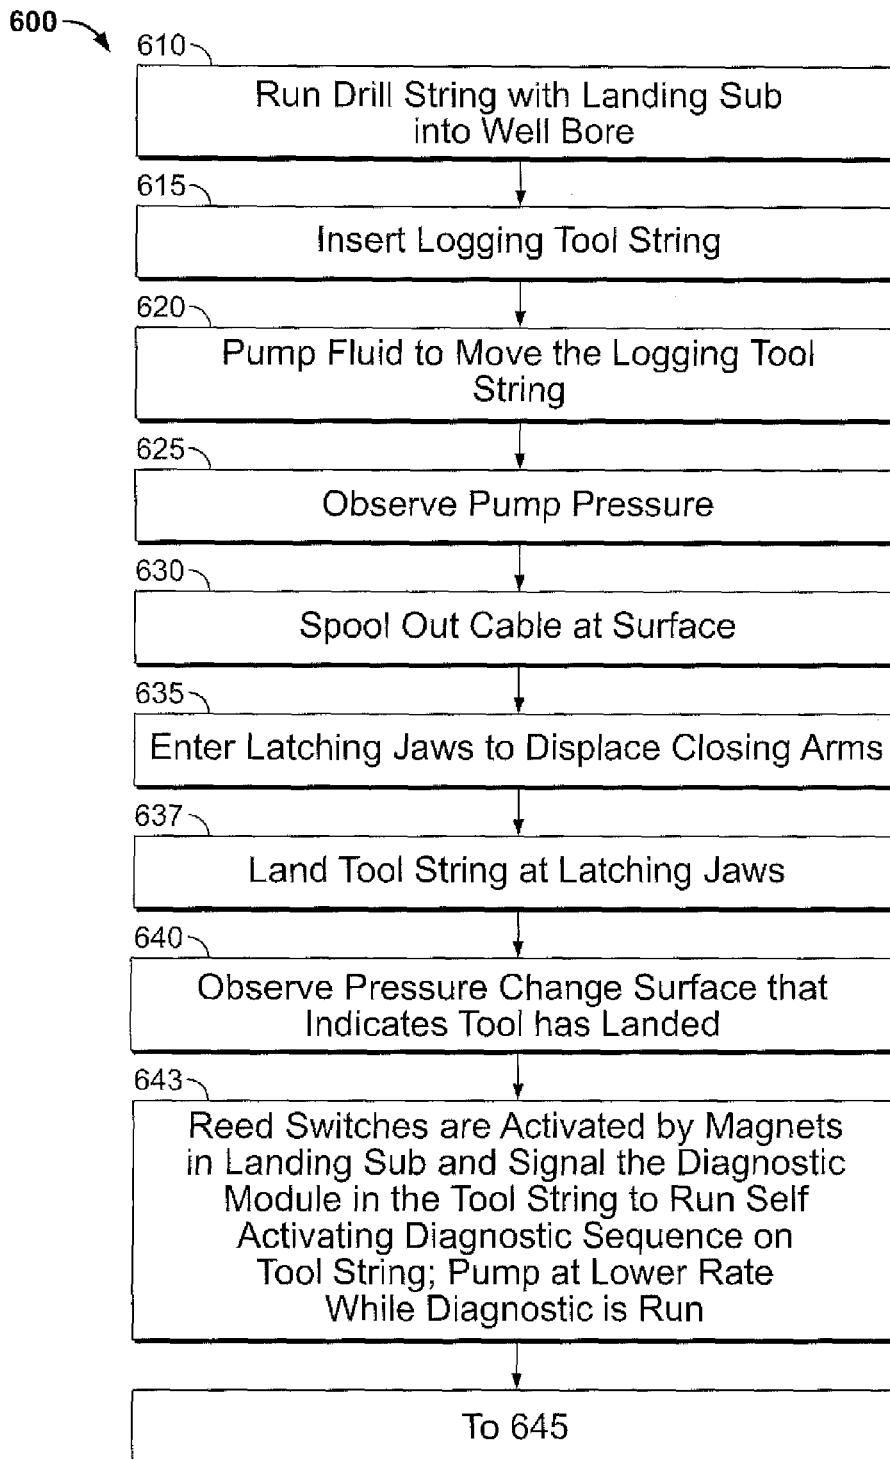 600
610
Run Drill String with Landing Sub
into Well Bore
615
Insert Logging Tool String
620
Pump Fluid to Move the Logging Tool
String
625
Observe Pump Pressure
630
Spool Out Cable at Surface
635
Enter Latching Jaws to Displace Closing Arms
637
Land Tool String at Latching Jaws
640
Observe Pressure Change Surface that
Indicates Tool has Landed
643
Reed Switches are Activated by Magnets
in Landing Sub and Signal the Diagnostic
Module in the Tool String to Run Self
Activating Diagnostic Sequence on
Tool String; Pump at Lower Rate
While Diagnostic is Run
To 645